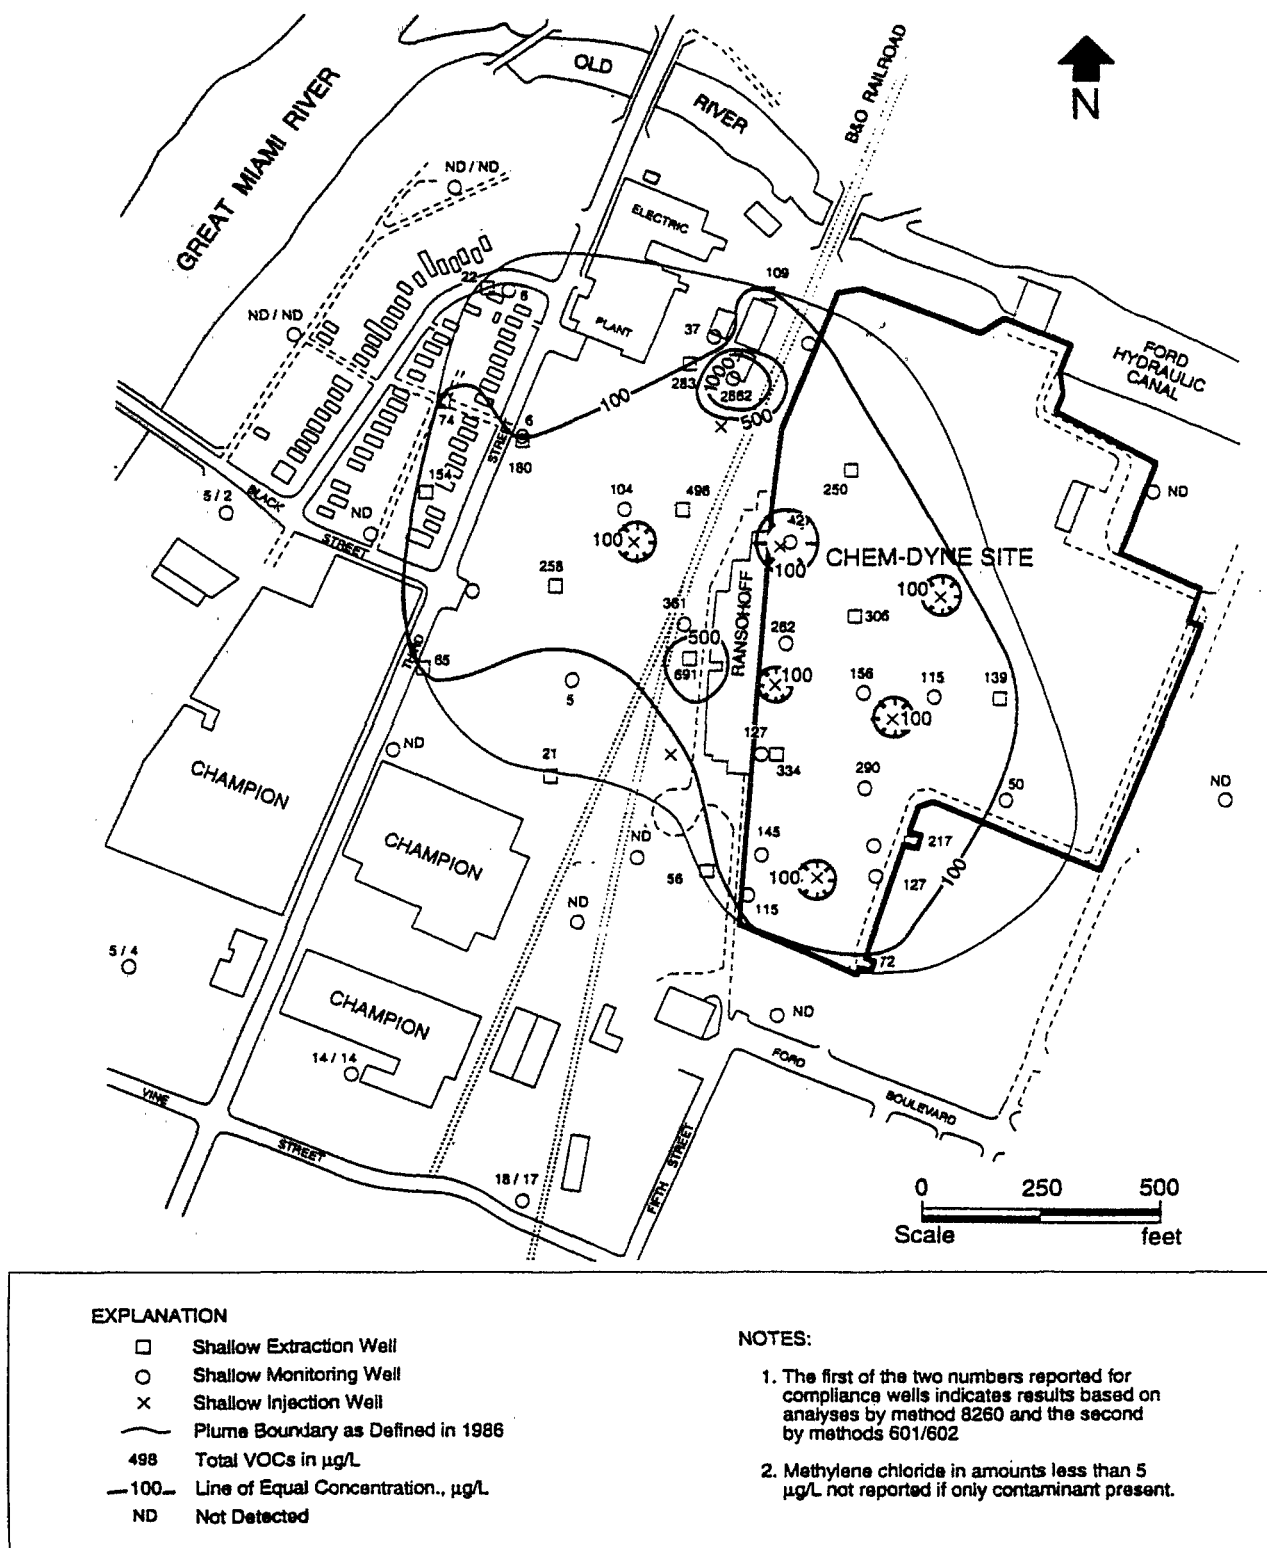 OLD
RIVER
B&O RAILROAD
N
GREAT MIAMI RIVER
ND / ND
ELECTRIC
PLANT
22
6
109
37
ND / ND
283
1000
2862
500
FORD
HYDRAULIC
CANAL
100
74
6
180
STREET
154
BLACK
STREET
5 / 2
ND
104
498
250
ND
100
421
100
CHEM-DYNE SITE
100
258
RANSOHOFF
361
500
691
262
306
100
156
115
139
100
THIRD
65
5
ND
21
127
334
290
50
ND
CHAMPION
CHAMPION
ND
56
145
100
115
217
127
100
72
ND
5 / 4
CHAMPION
14 / 14
ND
FORD
BOULEVARD
VINE
STREET
18 / 17
FIFTH STREET
0 250 500
Scale feet
EXPLANATION
Shallow Extraction Well
Shallow Monitoring Well
Shallow Injection Well
Plume Boundary as Defined in 1986
498 Total VOCs in µg/L
100 Line of Equal Concentration., µg/L
ND Not Detected
NOTES:
1. The first of the two numbers reported for
compliance wells indicates results based on
analyses by method 8260 and the second
by methods 601/602
2. Methylene chloride in amounts less than 5
µg/L not reported if only contaminant present.